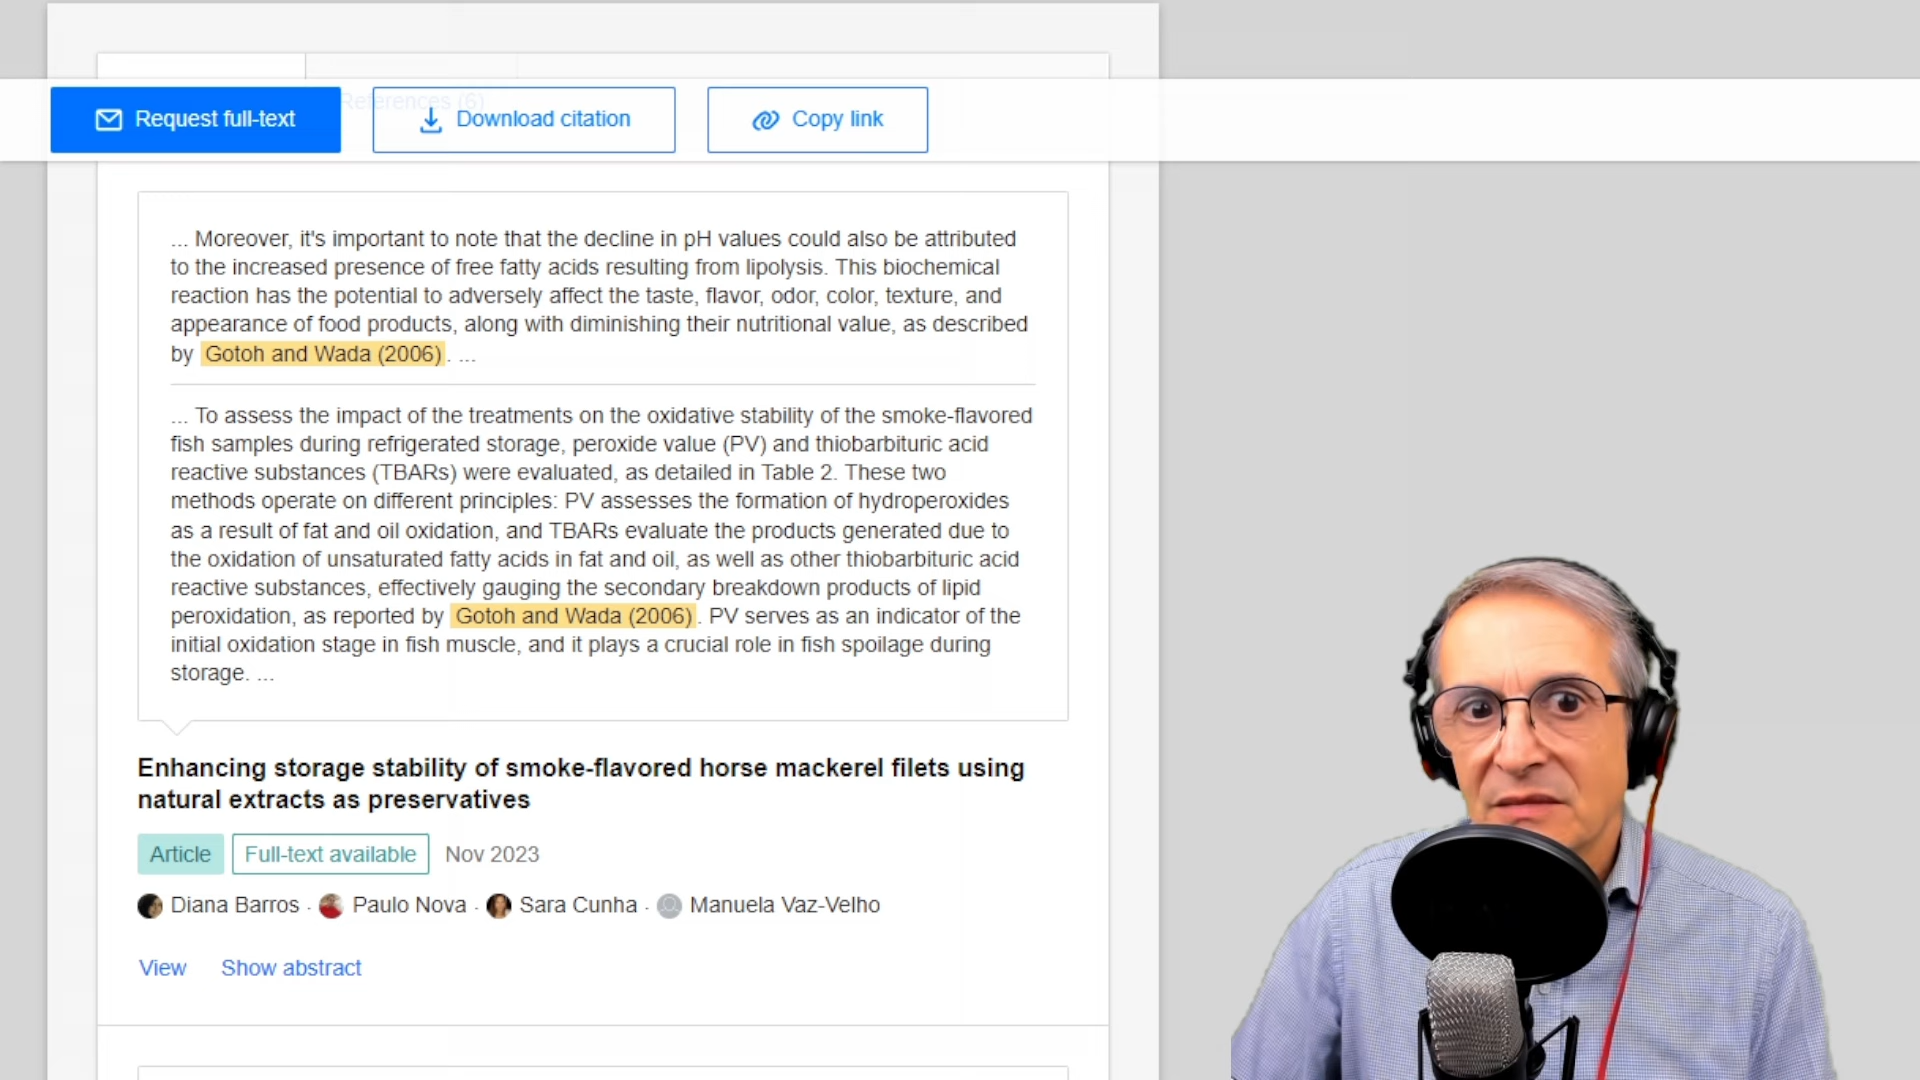 References (6)
Request full-text
Download citation
Copy link
... Moreover, it's important to note that the decline in pH values could also be attributed
to the increased presence of free fatty acids resulting from lipolysis. This biochemical
reaction has the potential to adversely affect the taste, flavor, odor, color, texture, and
appearance of food products, along with diminishing their nutritional value, as described
by Gotoh and Wada (2006). ...
... To assess the impact of the treatments on the oxidative stability of the smoke-flavored
fish samples during refrigerated storage, peroxide value (PV) and thiobarbituric acid
reactive substances (TBARs) were evaluated, as detailed in Table 2. These two
methods operate on different principles: PV assesses the formation of hydroperoxides
as a result of fat and oil oxidation, and TBARs evaluate the products generated due to
the oxidation of unsaturated fatty acids in fat and oil, as well as other thiobarbituric acid
reactive substances, effectively gauging the secondary breakdown products of lipid
peroxidation, as reported by Gotoh and Wada (2006). PV serves as an indicator of the
initial oxidation stage in fish muscle, and it plays a crucial role in fish spoilage during
storage. ...
Enhancing storage stability of smoke-flavored horse mackerel filets using
natural extracts as preservatives
Article Full-text available Nov 2023
Diana Barros · Paulo Nova · Sara Cunha · Manuela Vaz-Velho
View Show abstract